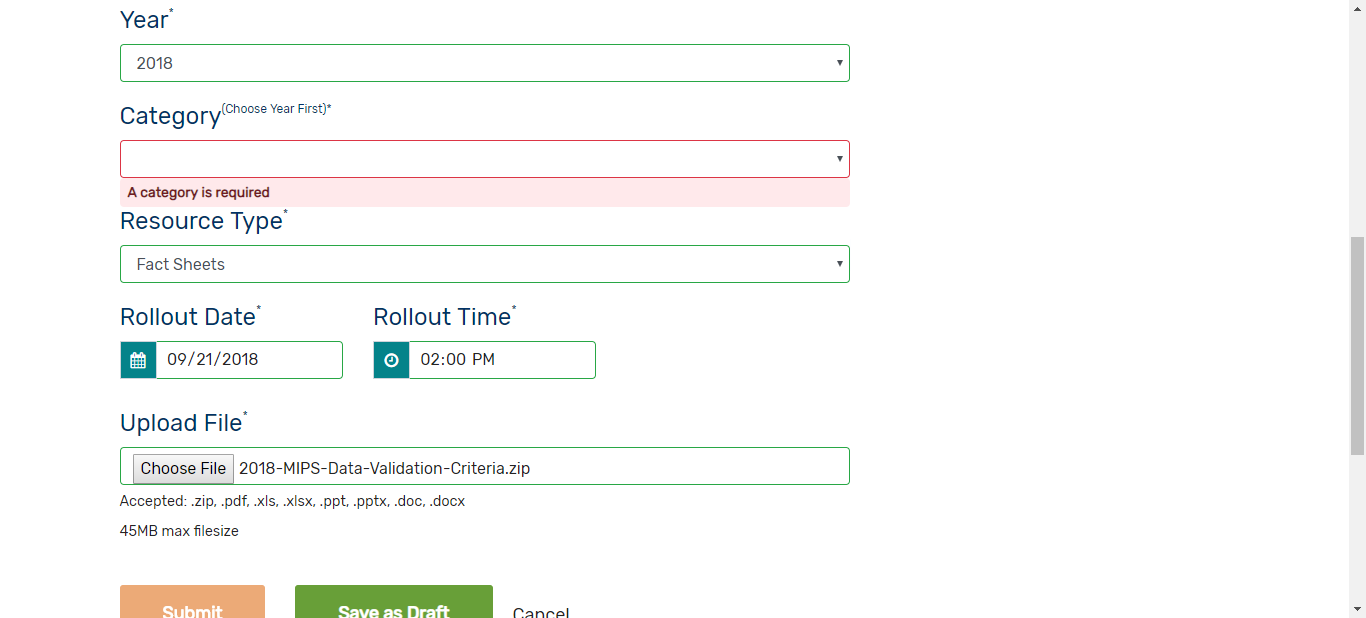 Year*
2018
Category(Choose Year First)*
A category is required
Resource Type*
Fact Sheets
Rollout Date* Rollout Time*
09/21/2018 02:00 PM
Upload File*
Choose File 2018-MIPS-Data-Validation-Criteria.zip
Accepted: .zip, .pdf, .xls, .xlsx, .ppt, .pptx, .doc, .docx
45MB max filesize
Submit Save as Draft Cancel